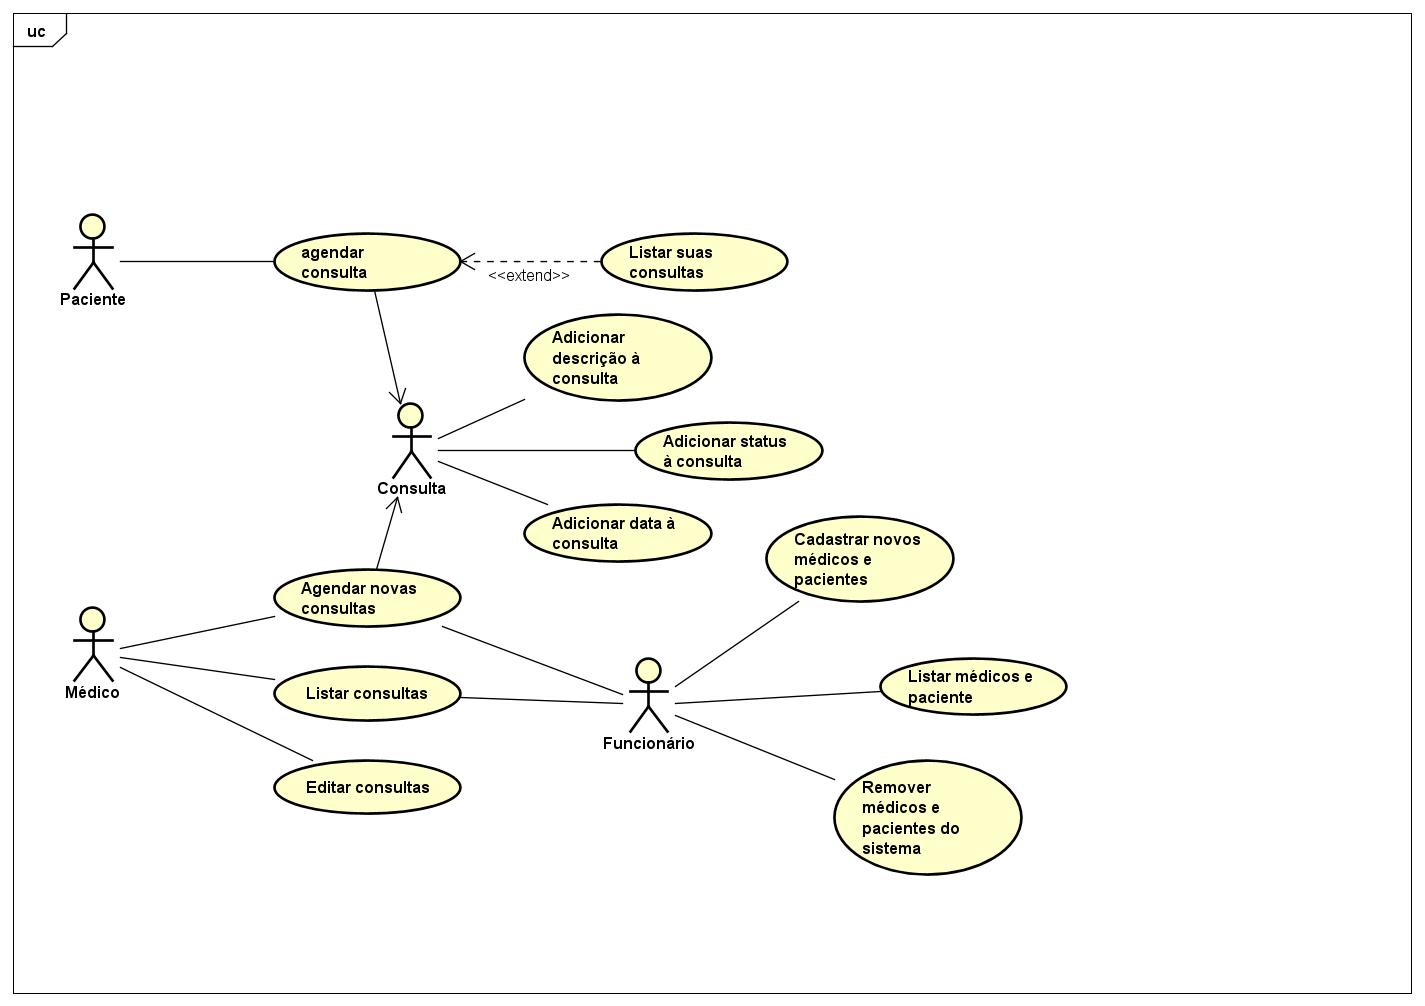 uc
agendar
consulta
Listar suas
consultas
<<extend>>
Paciente
Adicionar
descrição à
consulta
Adicionar status
à consulta
Consulta
Adicionar data à
consulta
Cadastrar novos
médicos e
pacientes
Agendar novas
consultas
Médico
Listar consultas
Listar médicos e
paciente
Funcionário
Editar consultas
Remover
médicos e
pacientes do
sistema